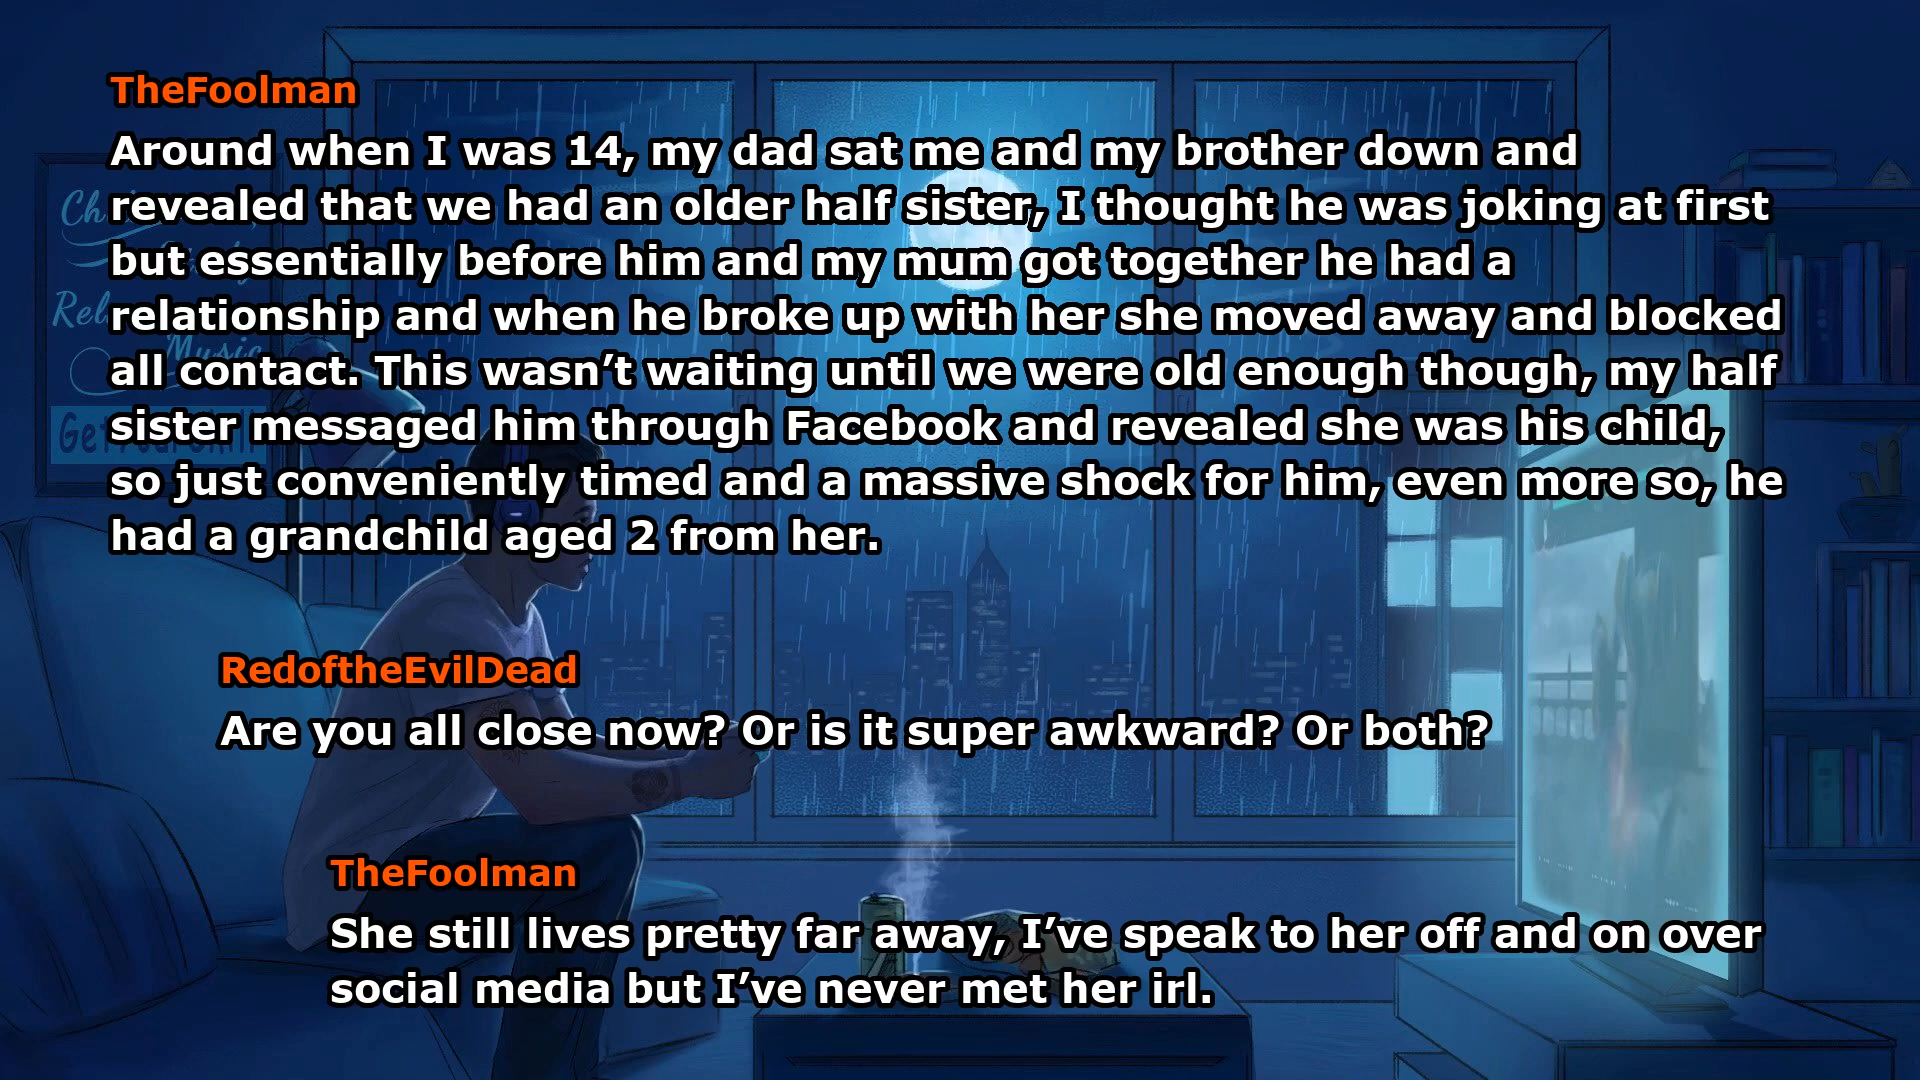 TheFoolman
Around when I was 14, my dad sat me and my brother down and
revealed that we had an older half sister, I thought he was joking at first
but essentially before him and my mum got together he had a
relationship and when he broke up with her she moved away and blocked
all contact. This wasn’t waiting until we were old enough though, my half
sister messaged him through Facebook and revealed she was his child,
so just conveniently timed and a massive shock for him, even more so, he
had a grandchild aged 2 from her.
RedoftheEvilDead
Are you all close now? Or is it super awkward? Or both?
TheFoolman
She still lives pretty far away, I’ve speak to her off and on over
social media but I’ve never met her irl.
Music